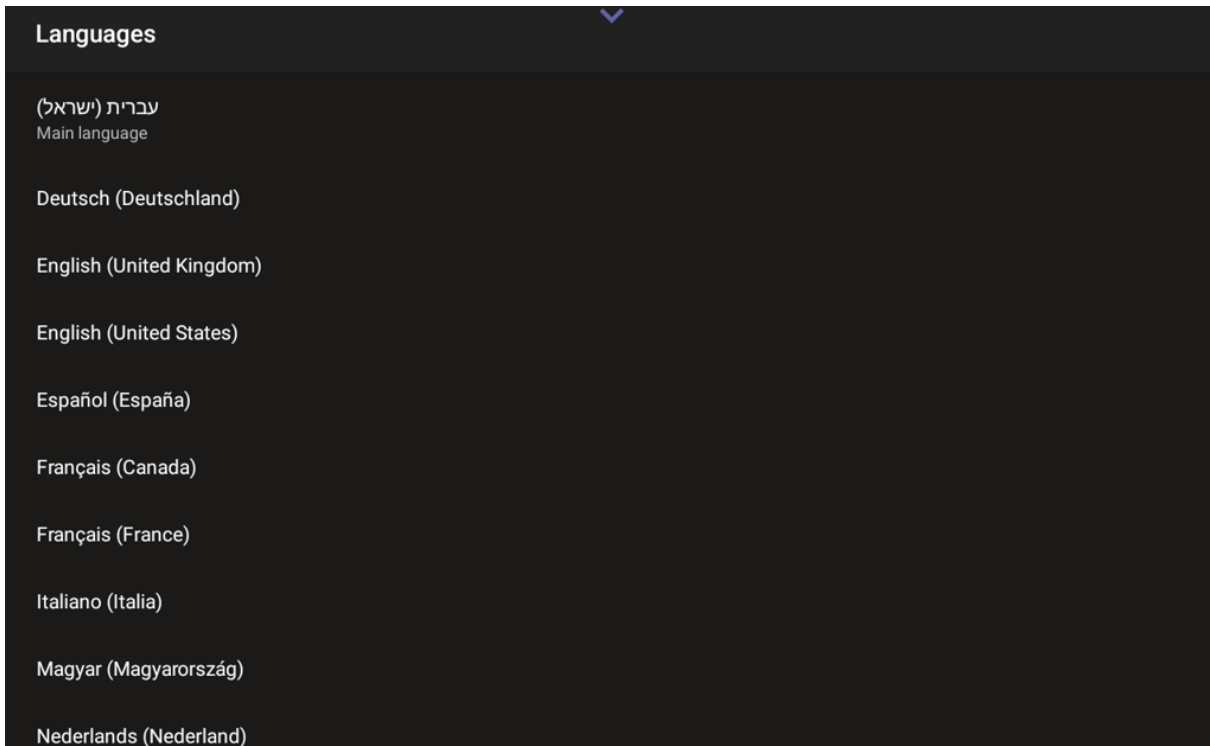 Languages
עברית (ישראל)
Main language
Deutsch (Deutschland)
English (United Kingdom)
English (United States)
Español (España)
Français (Canada)
Français (France)
Italiano (Italia)
Magyar (Magyarország)
Nederlands (Nederland)